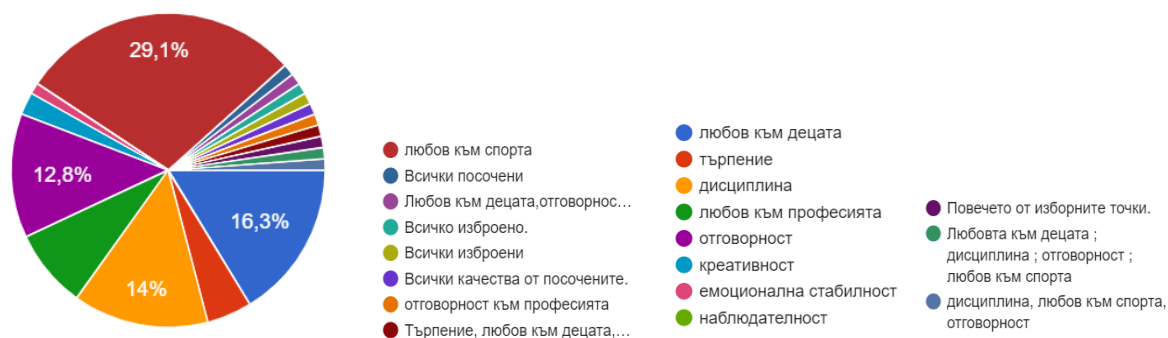 29,1%
12,8%
14%
16,3%
любов към спорта
Всички посочени
Любов към децата,отговорнос…
Всичко изброено.
Всички изброени
Всички качества от посочените.
отговорност към професията
Търпение, любов към децата,…
любов към децата
търпение
дисциплина
любов към професията
отговорност
креативност
емоционална стабилност
наблюдателност
Повечето от изборните точки.
Любовта към децата ;
дисциплина ; отговорност ;
любов към спорта
дисциплина, любов към спорта,
отговорност